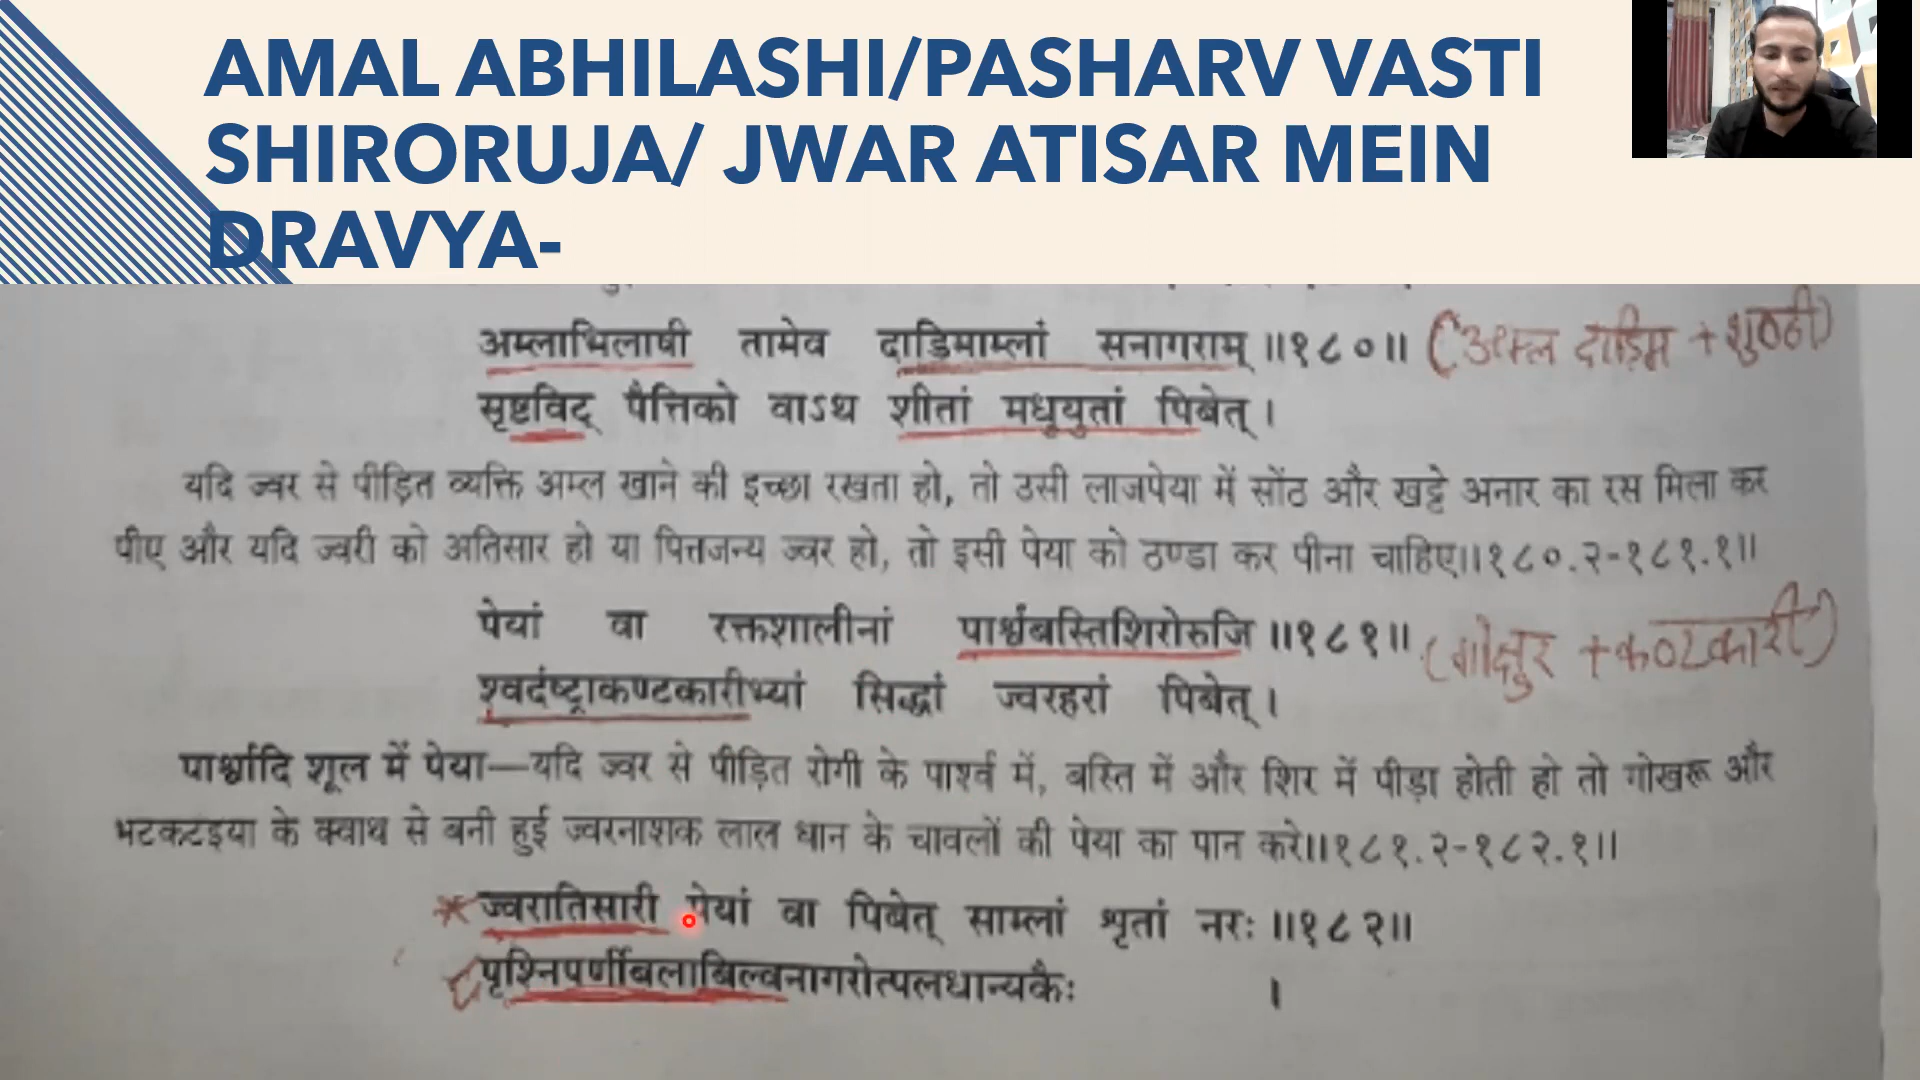 AMAL ABHILASHI/PASHARV VASTI
SHIRORUJA/ JWAR ATISAR MEIN
DRAVYA-
अम्लाभिलाषी तामेव दाडिमाम्लां सनागराम् ॥१८०॥ (अम्ल दाड़िम + शुण्ठी)
सृष्टविट् पैत्तिको वाऽथ शीतां मधुयुतां पिबेत् ।
यदि ज्वर से पीड़ित व्यक्ति अम्ल खाने की इच्छा रखता हो, तो उसी लाजपेया में सोंठ और खट्टे अनार का रस मिला कर
पीए और यदि ज्वरी को अतिसार हो या पित्तजन्य ज्वर हो, तो इसी पेया को ठण्डा कर पीना चाहिए॥१८०.२-१८१.१॥
पेयां वा रक्तशालीनां पार्श्वबस्तिशिरोरुजि ॥१८१॥ (गोक्षुर + कण्टकारी)
श्वदंष्ट्राकण्टकारीभ्यां सिद्धां ज्वरहरां पिबेत् ।
पार्श्वादि शूल में पेया—यदि ज्वर से पीड़ित रोगी के पार्श्व में, बस्ति में और शिर में पीड़ा होती हो तो गोखरू और
भटकटइया के क्वाथ से बनी हुई ज्वरनाशक लाल धान के चावलों की पेया का पान करे॥१८१.२-१८२.१॥
ज्वरातिसारी पेयां वा पिबेत् साम्लां शृतां नरः ॥१८२॥
पृश्निपर्णीबलाबिल्वनागरोत्पलधान्यकैः ।